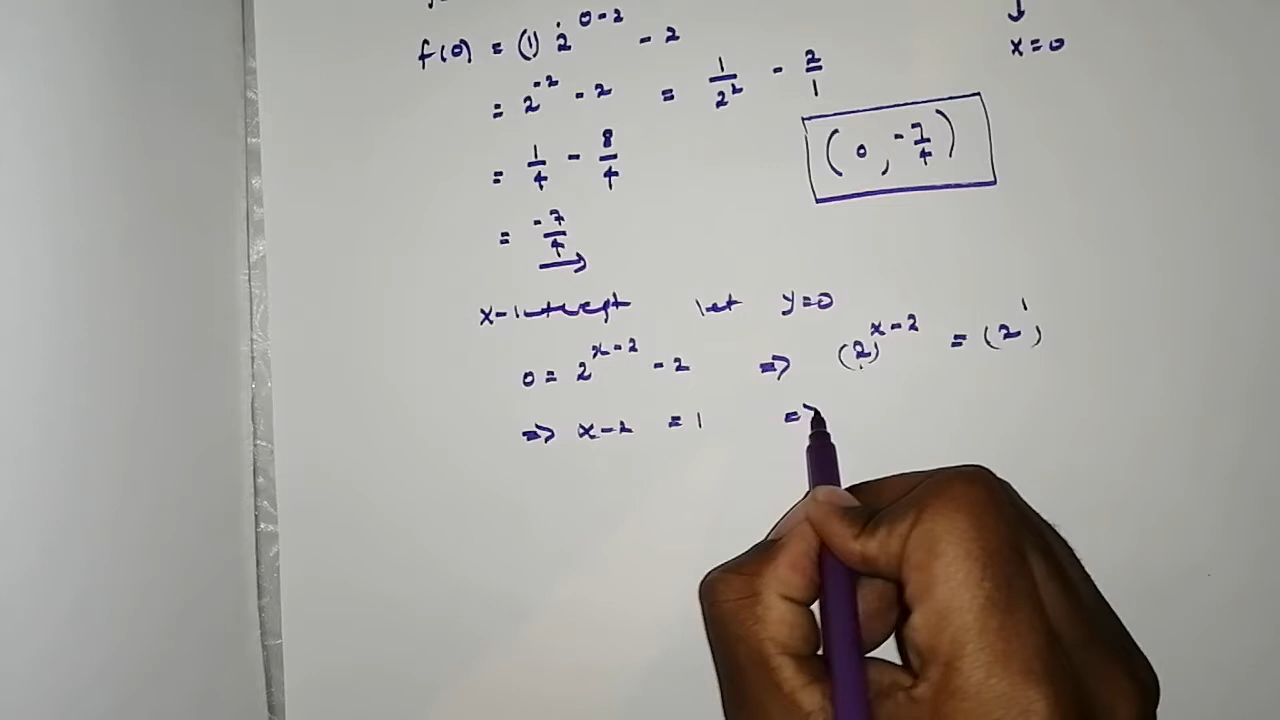 f(0) = (1) 2^{0-2} - 2
↓
x = 0
= 2^{-2} - 2 = 1/2^2 - 2/1
= 1/4 - 8/4
(0, -7/4)
= -7/4
x-intercept let y=0
0 = 2^{x-2} - 2 => (2)^{x-2} = (2^1)
=> x-2 = 1 =>